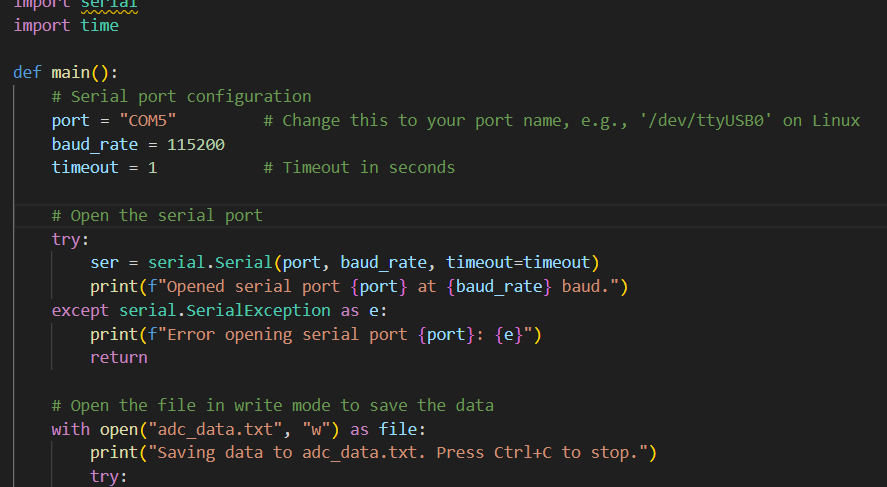 import serial
import time
def main():
# Serial port configuration
port = "COM5" # Change this to your port name, e.g., '/dev/ttyUSB0' on Linux
baud_rate = 115200
timeout = 1 # Timeout in seconds
# Open the serial port
try:
ser = serial.Serial(port, baud_rate, timeout=timeout)
print(f"Opened serial port {port} at {baud_rate} baud.")
except serial.SerialException as e:
print(f"Error opening serial port {port}: {e}")
return
# Open the file in write mode to save the data
with open("adc_data.txt", "w") as file:
print("Saving data to adc_data.txt. Press Ctrl+C to stop.")
try: